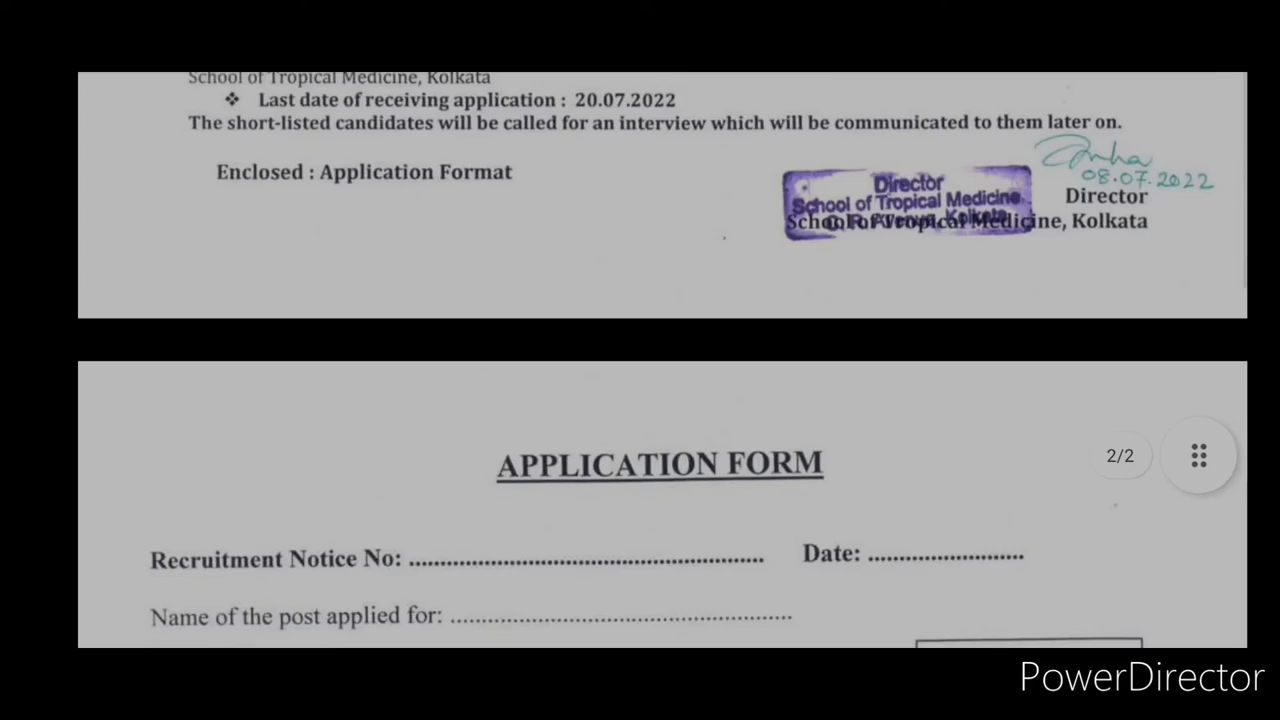 School of Tropical Medicine, Kolkata
❖ Last date of receiving application : 20.07.2022
The short-listed candidates will be called for an interview which will be communicated to them later on.
Enclosed : Application Format
08.07.2022
Director
School of Tropical Medicine
C. R. Avenue, Kolkata
Director
School of Tropical Medicine, Kolkata
APPLICATION FORM
2/2
Recruitment Notice No: ........................................................ Date: .........................
Name of the post applied for: ......................................................
PowerDirector